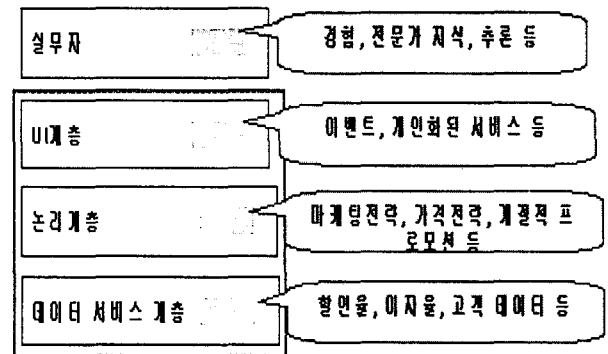 실무자
경험, 전문가 지식, 추론 등
UI계층
이벤트, 개인화된 서비스 등
논리계층
마케팅전략, 가격전략, 계절적 프
로모션 등
데이터 서비스 계층
할인율, 이자율, 고객 데이터 등